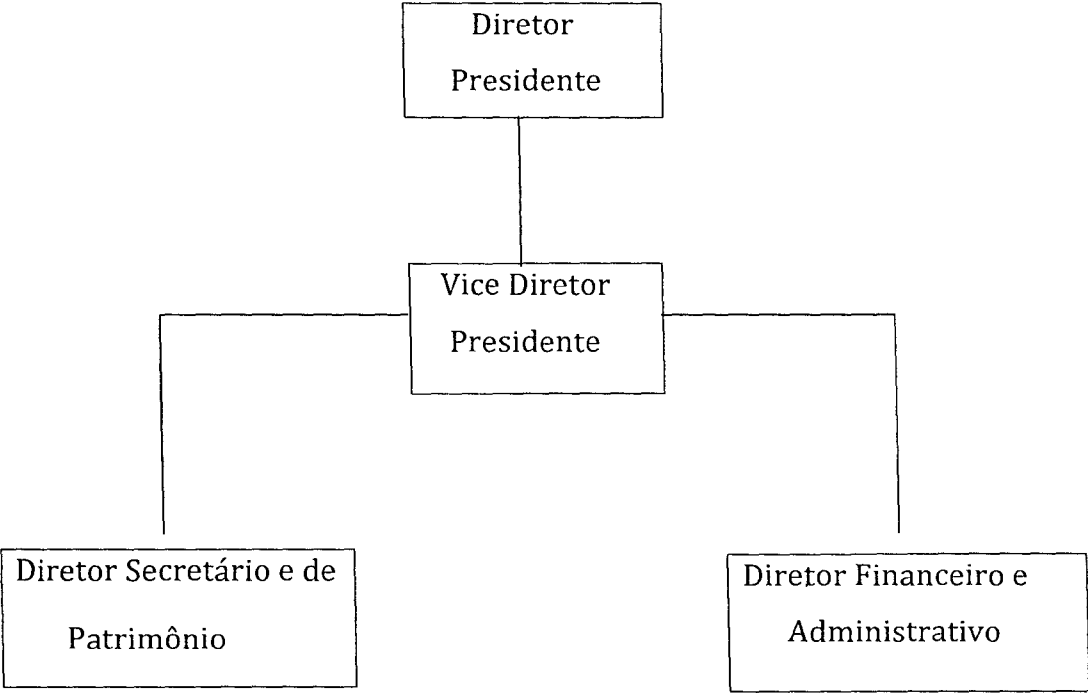 Diretor
Presidente
Vice Diretor
Presidente
Diretor Secretário e de
Patrimônio
Diretor Financeiro e
Administrativo